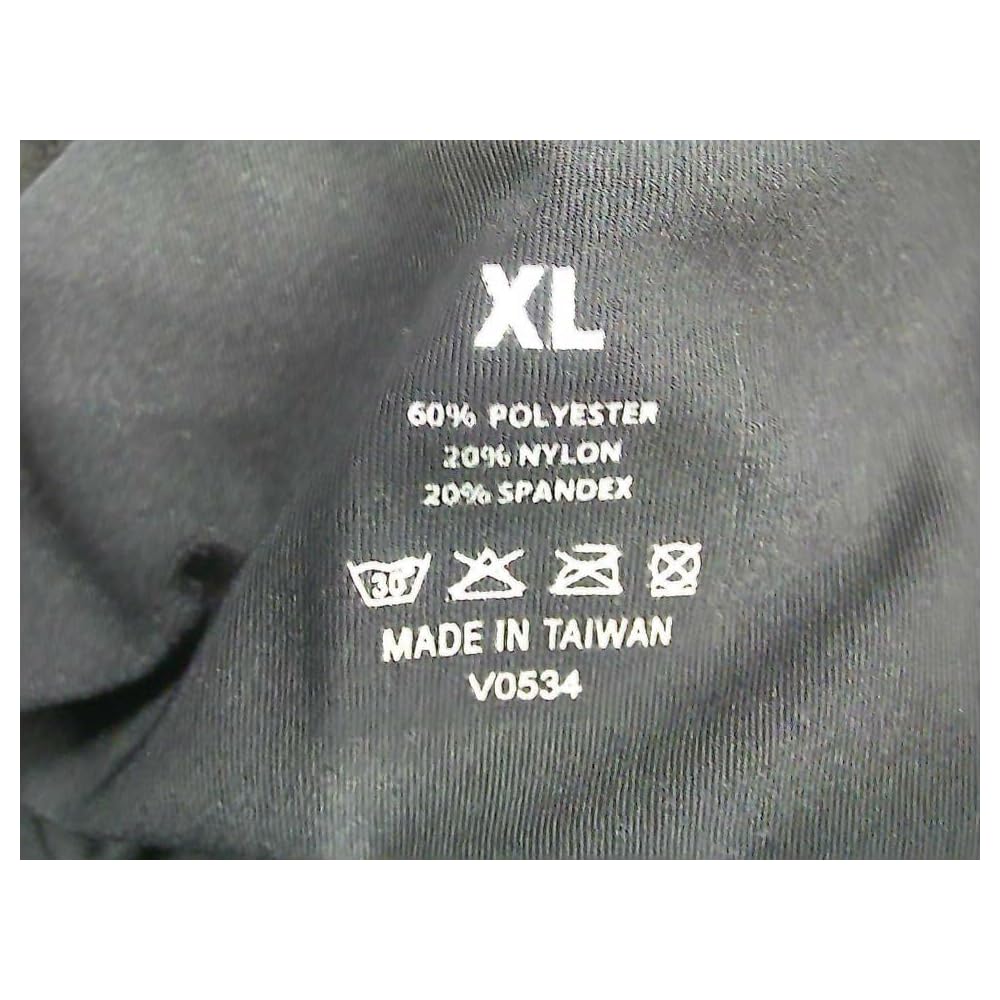 XL
60% POLYESTER
20% NYLON
20% SPANDEX
30°
MADE IN TAIWAN
V0534